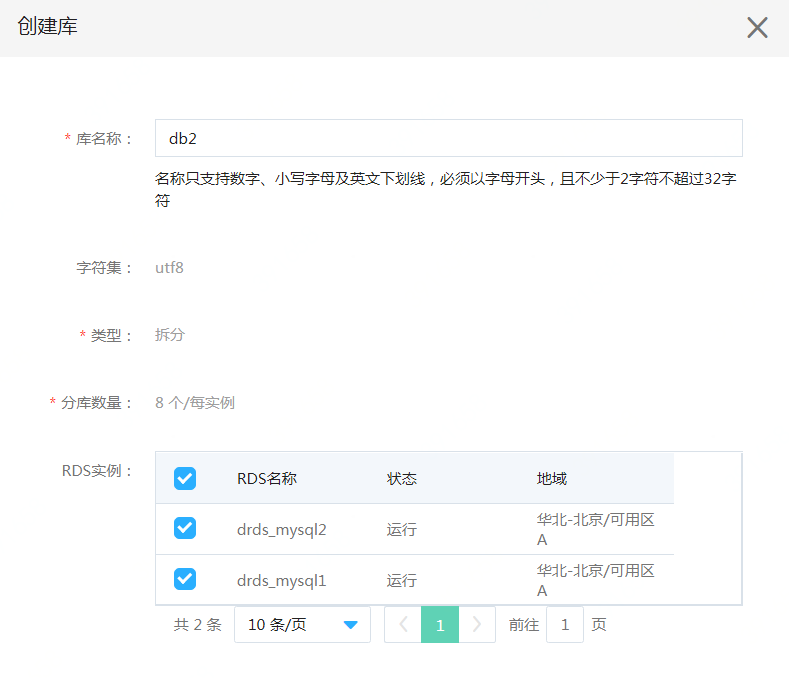 创建库
* 库名称： db2
名称只支持数字、小写字母及英文下划线，必须以字母开头，且不少于2字符不超过32字
符
字符集： utf8
* 类型： 拆分
* 分库数量： 8 个/每实例
RDS实例：
RDS名称 状态 地域
drds_mysql2 运行 华北-北京/可用区
A
drds_mysql1 运行 华北-北京/可用区
A
共 2 条 10 条/页 1 前往 1 页